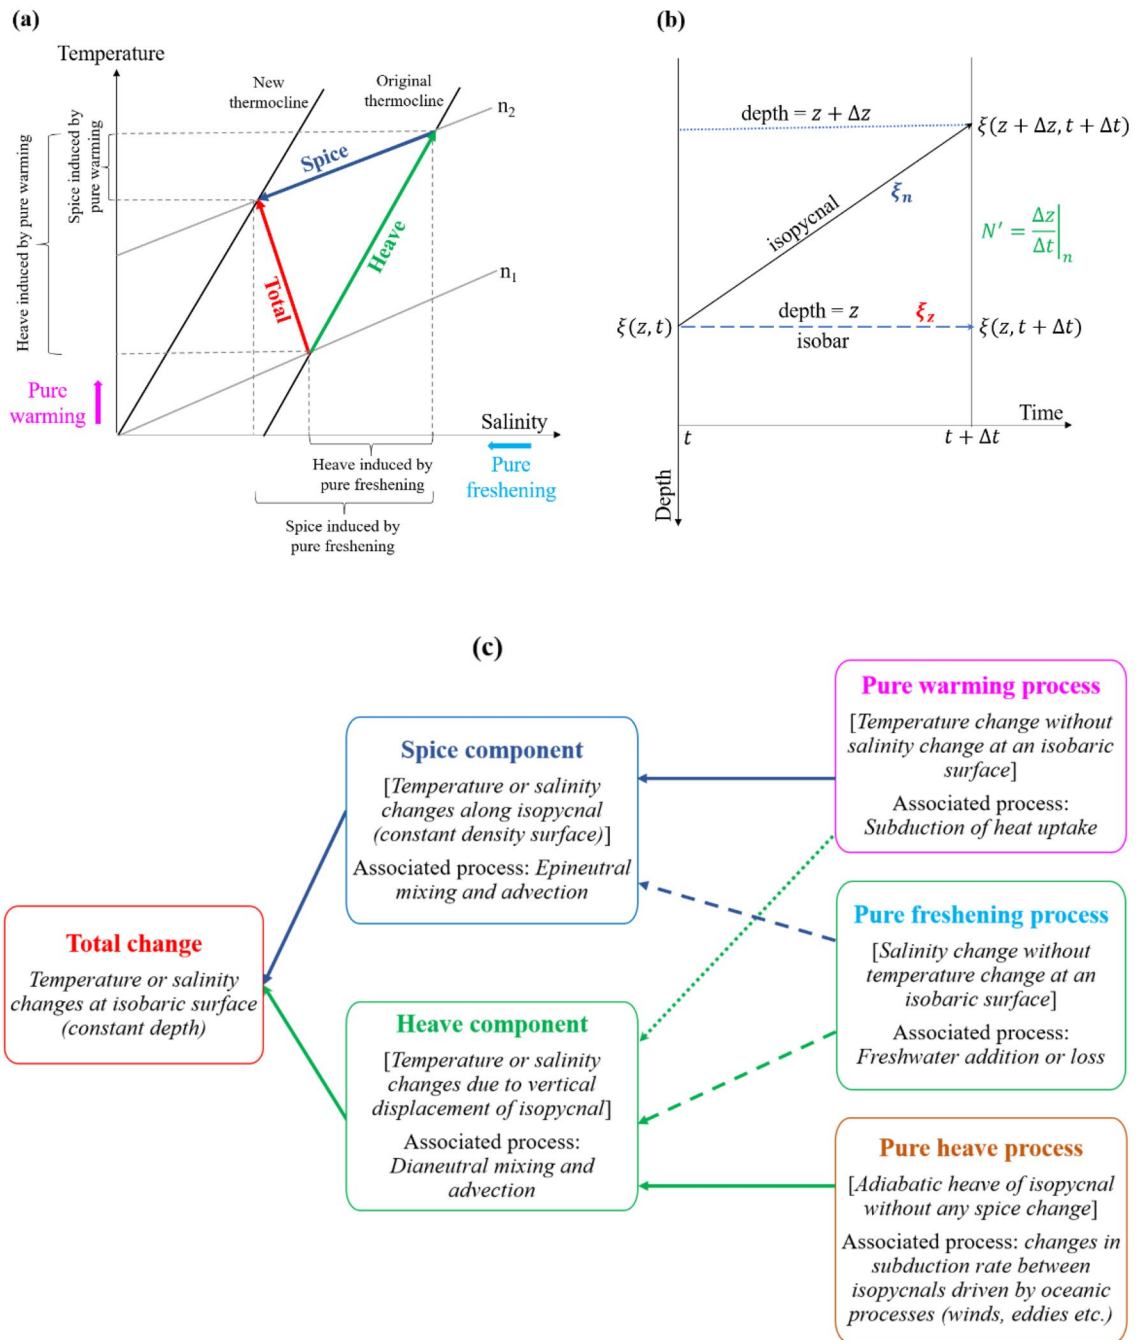 (a)
Temperature
New
thermocline
Original
thermocline
n2
Spice
Heave
Total
n1
Heave induced by pure warming
Spice induced by
pure warming
Pure
warming
Salinity
Heave induced by
pure freshening
Pure
freshening
Spice induced by
pure freshening
(b)
depth = z + Δz
ξ(z + Δz, t + Δt)
isopycnal
ξn
N′ = Δz/Δt|n
ξ(z, t)
depth = z
ξz
isobar
ξ(z, t + Δt)
Time
t
t + Δt
Depth
(c)
Total change
Temperature or salinity
changes at isobaric surface
(constant depth)
Spice component
[Temperature or salinity
changes along isopycnal
(constant density surface)]
Associated process: Epineutral
mixing and advection
Heave component
[Temperature or salinity
changes due to vertical
displacement of isopycnal]
Associated process:
Dianeutral mixing and
advection
Pure warming process
[Temperature change without
salinity change at an isobaric
surface]
Associated process:
Subduction of heat uptake
Pure freshening process
[Salinity change without
temperature change at an
isobaric surface]
Associated process:
Freshwater addition or loss
Pure heave process
[Adiabatic heave of isopycnal
without any spice change]
Associated process: changes in
subduction rate between
isopycnals driven by oceanic
processes (winds, eddies etc.)